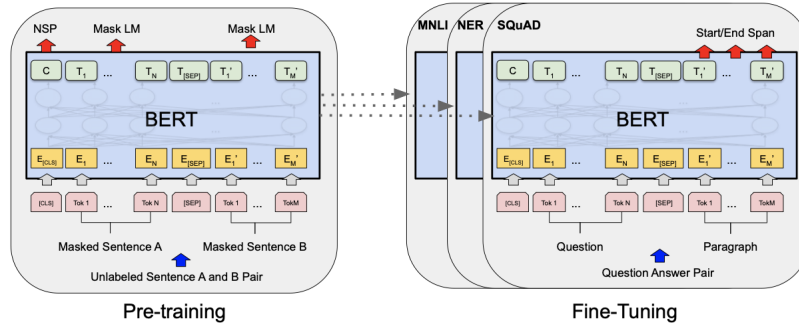 NSP Mask LM Mask LM
C T1 ... TN T[SEP] T1' ... TM'
BERT
E[CLS] E1 ... EN E[SEP] E1' ... EM'
[CLS] Tok 1 ... Tok N [SEP] Tok 1 ... TokM
Masked Sentence A Masked Sentence B
Unlabeled Sentence A and B Pair
Pre-training
MNLI NER SQuAD
Start/End Span
C T1 ... TN T[SEP] T1' ... TM'
BERT
E[CLS] E1 ... EN E[SEP] E1' ... EM'
[CLS] Tok 1 ... Tok N [SEP] Tok 1 ... TokM
Question Paragraph
Question Answer Pair
Fine-Tuning